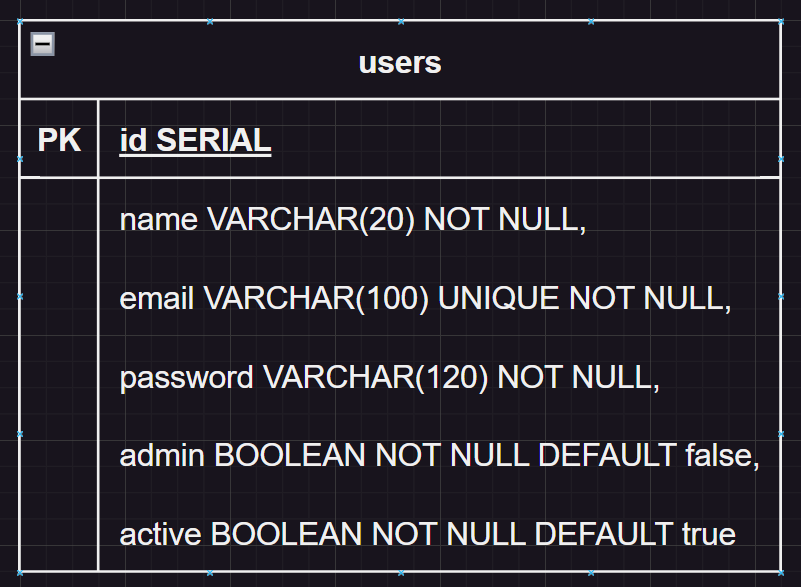 users
PK id SERIAL
name VARCHAR(20) NOT NULL,
email VARCHAR(100) UNIQUE NOT NULL,
password VARCHAR(120) NOT NULL,
admin BOOLEAN NOT NULL DEFAULT false,
active BOOLEAN NOT NULL DEFAULT true